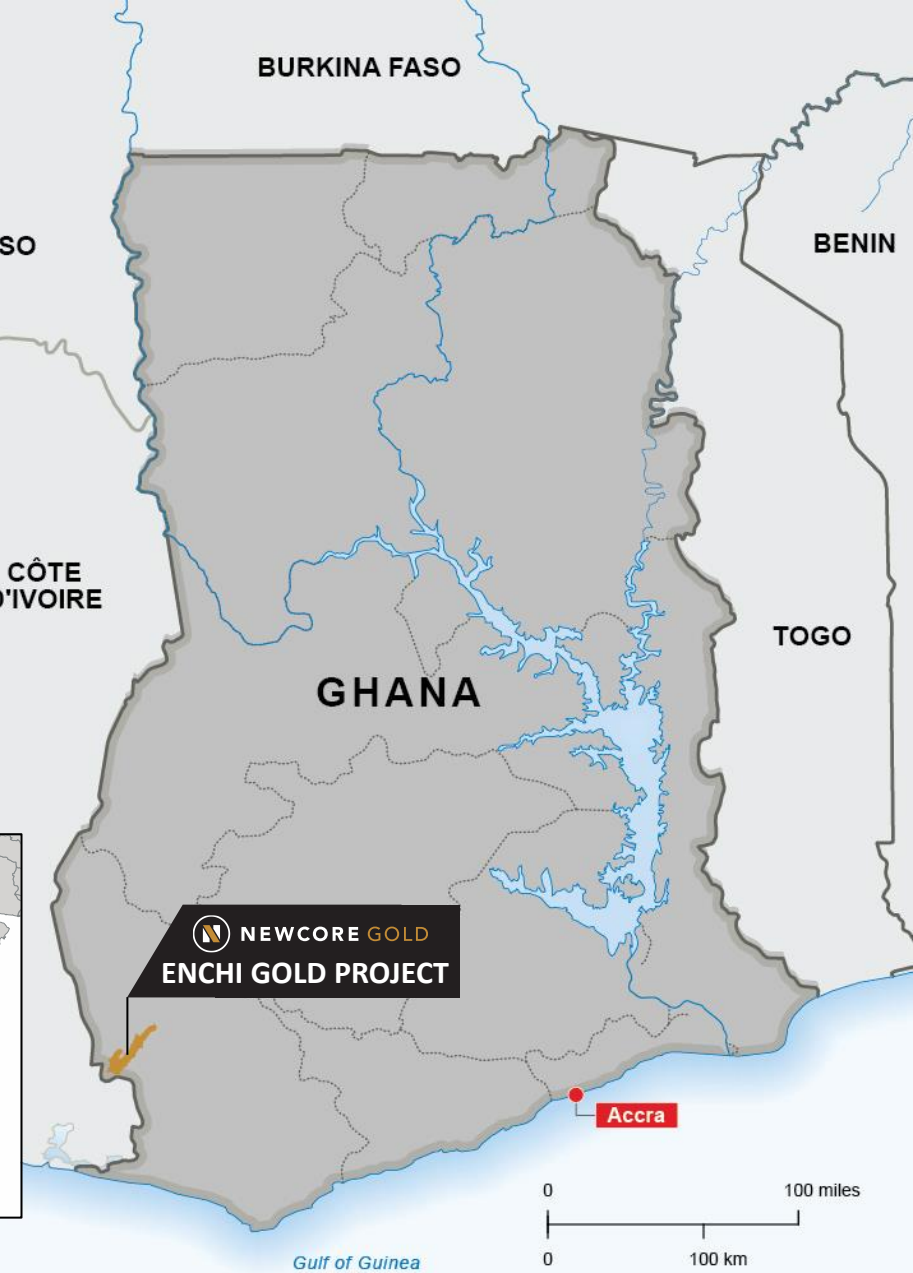 BURKINA FASO
SO
BENIN
CÔTE
D'IVOIRE
TOGO
GHANA
NEWCORE GOLD
ENCHI GOLD PROJECT
Accra
0 100 miles
0 100 km
Gulf of Guinea